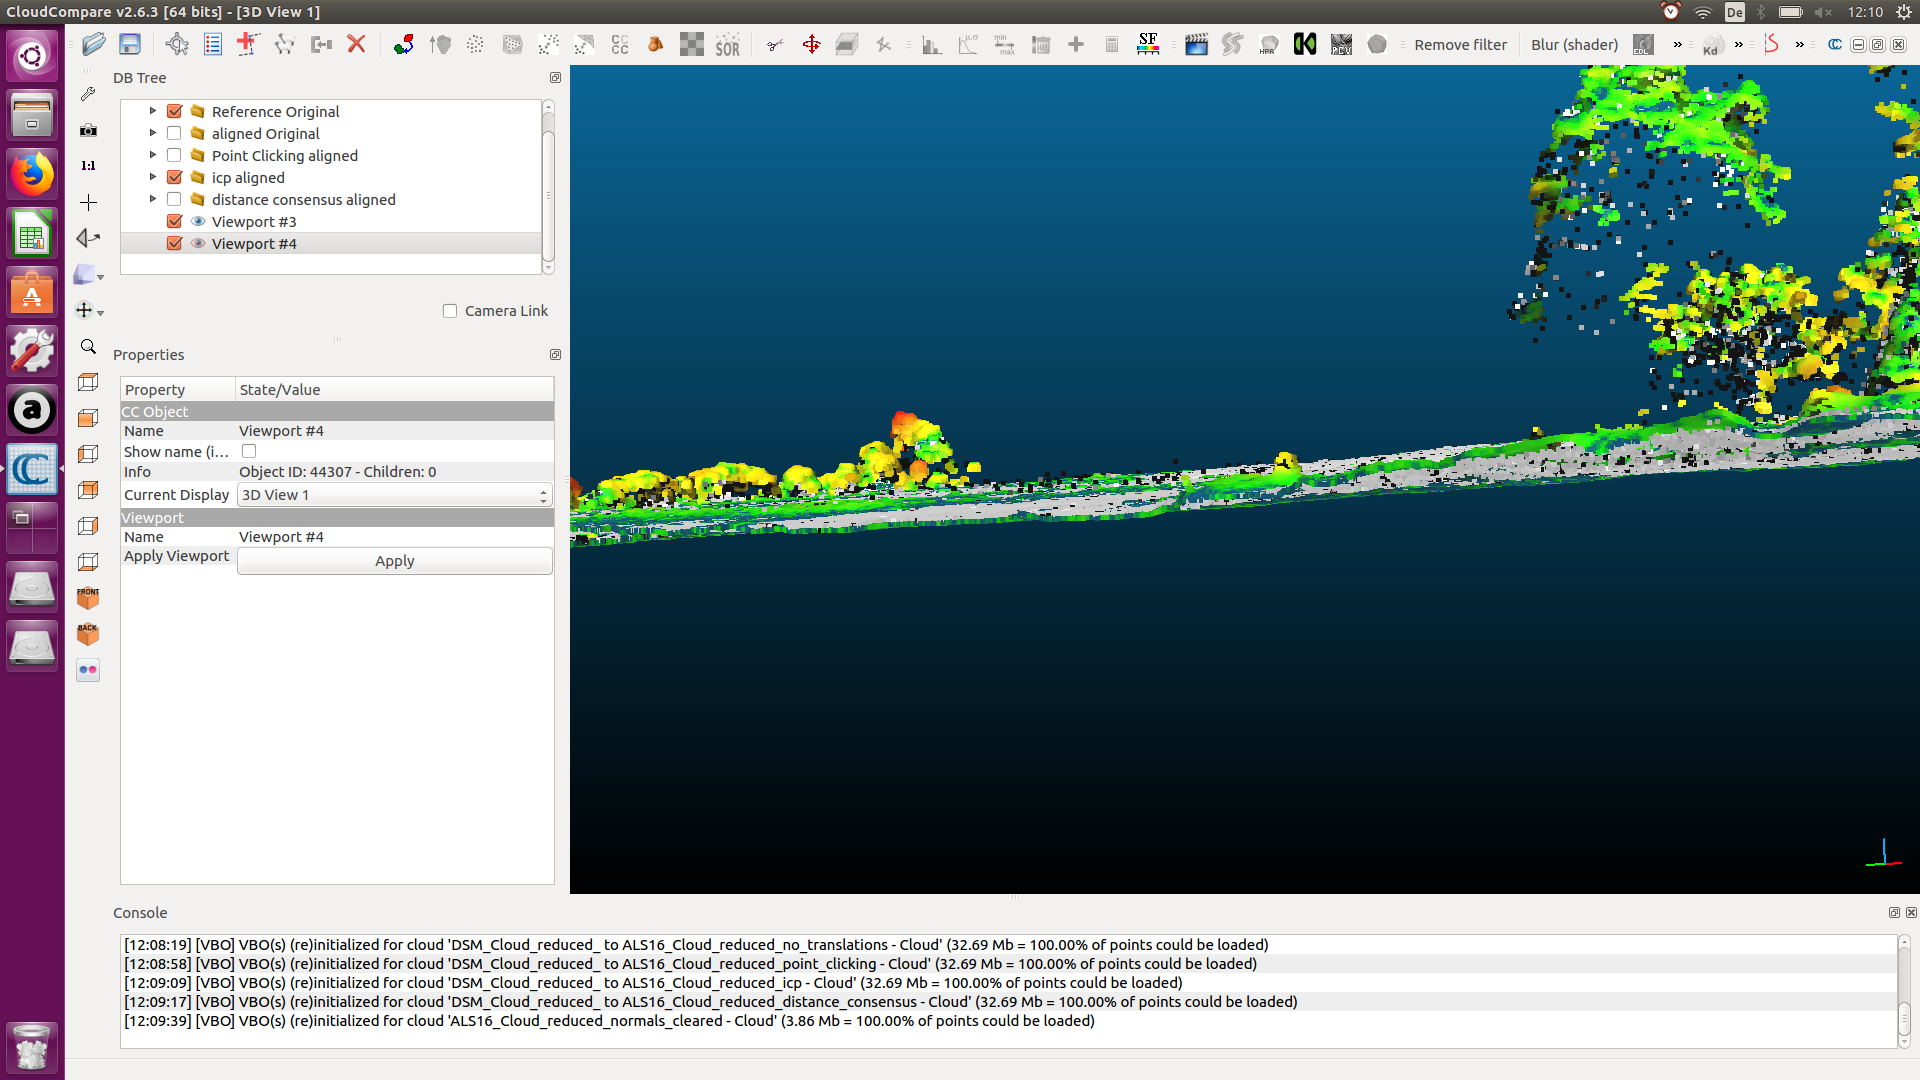 CloudCompare v2.6.3 [64 bits] - [3D View 1]
De
12:10
CC
CC
SOR
SF
HPR
PCV
Remove filter
Blur (shader)
EDL
Kd
DB Tree
Reference Original
aligned Original
Point Clicking aligned
icp aligned
distance consensus aligned
Viewport #3
Viewport #4
1:1
Camera Link
Properties
Property State/Value
CC Object
Name Viewport #4
Show name (i...
Info Object ID: 44307 - Children: 0
Current Display 3D View 1
Viewport
Name Viewport #4
Apply Viewport Apply
FRONT
BACK
Console
[12:08:19] [VBO] VBO(s) (re)initialized for cloud 'DSM_Cloud_reduced_ to ALS16_Cloud_reduced_no_translations - Cloud' (32.69 Mb = 100.00% of points could be loaded)
[12:08:58] [VBO] VBO(s) (re)initialized for cloud 'DSM_Cloud_reduced_ to ALS16_Cloud_reduced_point_clicking - Cloud' (32.69 Mb = 100.00% of points could be loaded)
[12:09:09] [VBO] VBO(s) (re)initialized for cloud 'DSM_Cloud_reduced_ to ALS16_Cloud_reduced_icp - Cloud' (32.69 Mb = 100.00% of points could be loaded)
[12:09:17] [VBO] VBO(s) (re)initialized for cloud 'DSM_Cloud_reduced_ to ALS16_Cloud_reduced_distance_consensus - Cloud' (32.69 Mb = 100.00% of points could be loaded)
[12:09:39] [VBO] VBO(s) (re)initialized for cloud 'ALS16_Cloud_reduced_normals_cleared - Cloud' (3.86 Mb = 100.00% of points could be loaded)